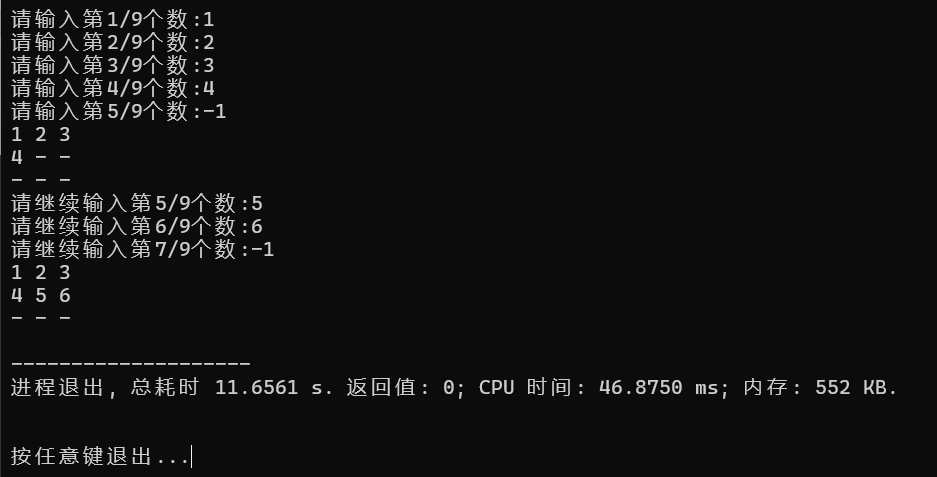 请输入第1/9个数:1
请输入第2/9个数:2
请输入第3/9个数:3
请输入第4/9个数:4
请输入第5/9个数:-1
1 2 3
4 - -
- - -
请继续输入第5/9个数:5
请继续输入第6/9个数:6
请继续输入第7/9个数:-1
1 2 3
4 5 6
- - -
--------------------
进程退出, 总耗时 11.6561 s. 返回值: 0; CPU 时间: 46.8750 ms; 内存: 552 KB.
按任意键退出...